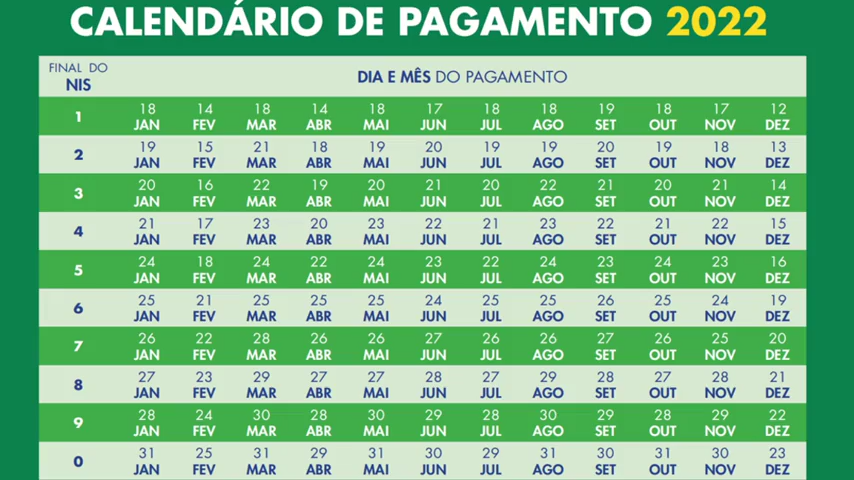 CALENDÁRIO DE PAGAMENTO 2022
FINAL DO NIS DIA E MÊS DO PAGAMENTO
1 18 JAN 14 FEV 18 MAR 14 ABR 18 MAI 17 JUN 18 JUL 18 AGO 19 SET 18 OUT 17 NOV 12 DEZ
2 19 JAN 15 FEV 21 MAR 18 ABR 19 MAI 20 JUN 19 JUL 19 AGO 20 SET 19 OUT 18 NOV 13 DEZ
3 20 JAN 16 FEV 22 MAR 19 ABR 20 MAI 21 JUN 20 JUL 22 AGO 21 SET 20 OUT 21 NOV 14 DEZ
4 21 JAN 17 FEV 23 MAR 20 ABR 23 MAI 22 JUN 21 JUL 23 AGO 22 SET 21 OUT 22 NOV 15 DEZ
5 24 JAN 18 FEV 24 MAR 22 ABR 24 MAI 23 JUN 22 JUL 24 AGO 23 SET 24 OUT 23 NOV 16 DEZ
6 25 JAN 21 FEV 25 MAR 25 ABR 25 MAI 24 JUN 25 JUL 25 AGO 26 SET 25 OUT 24 NOV 19 DEZ
7 26 JAN 22 FEV 28 MAR 26 ABR 26 MAI 27 JUN 26 JUL 26 AGO 27 SET 26 OUT 25 NOV 20 DEZ
8 27 JAN 23 FEV 29 MAR 27 ABR 27 MAI 28 JUN 27 JUL 29 AGO 28 SET 27 OUT 28 NOV 21 DEZ
9 28 JAN 24 FEV 30 MAR 28 ABR 30 MAI 29 JUN 28 JUL 30 AGO 29 SET 28 OUT 29 NOV 22 DEZ
0 31 JAN 25 FEV 31 MAR 29 ABR 31 MAI 30 JUN 29 JUL 31 AGO 30 SET 31 OUT 30 NOV 23 DEZ